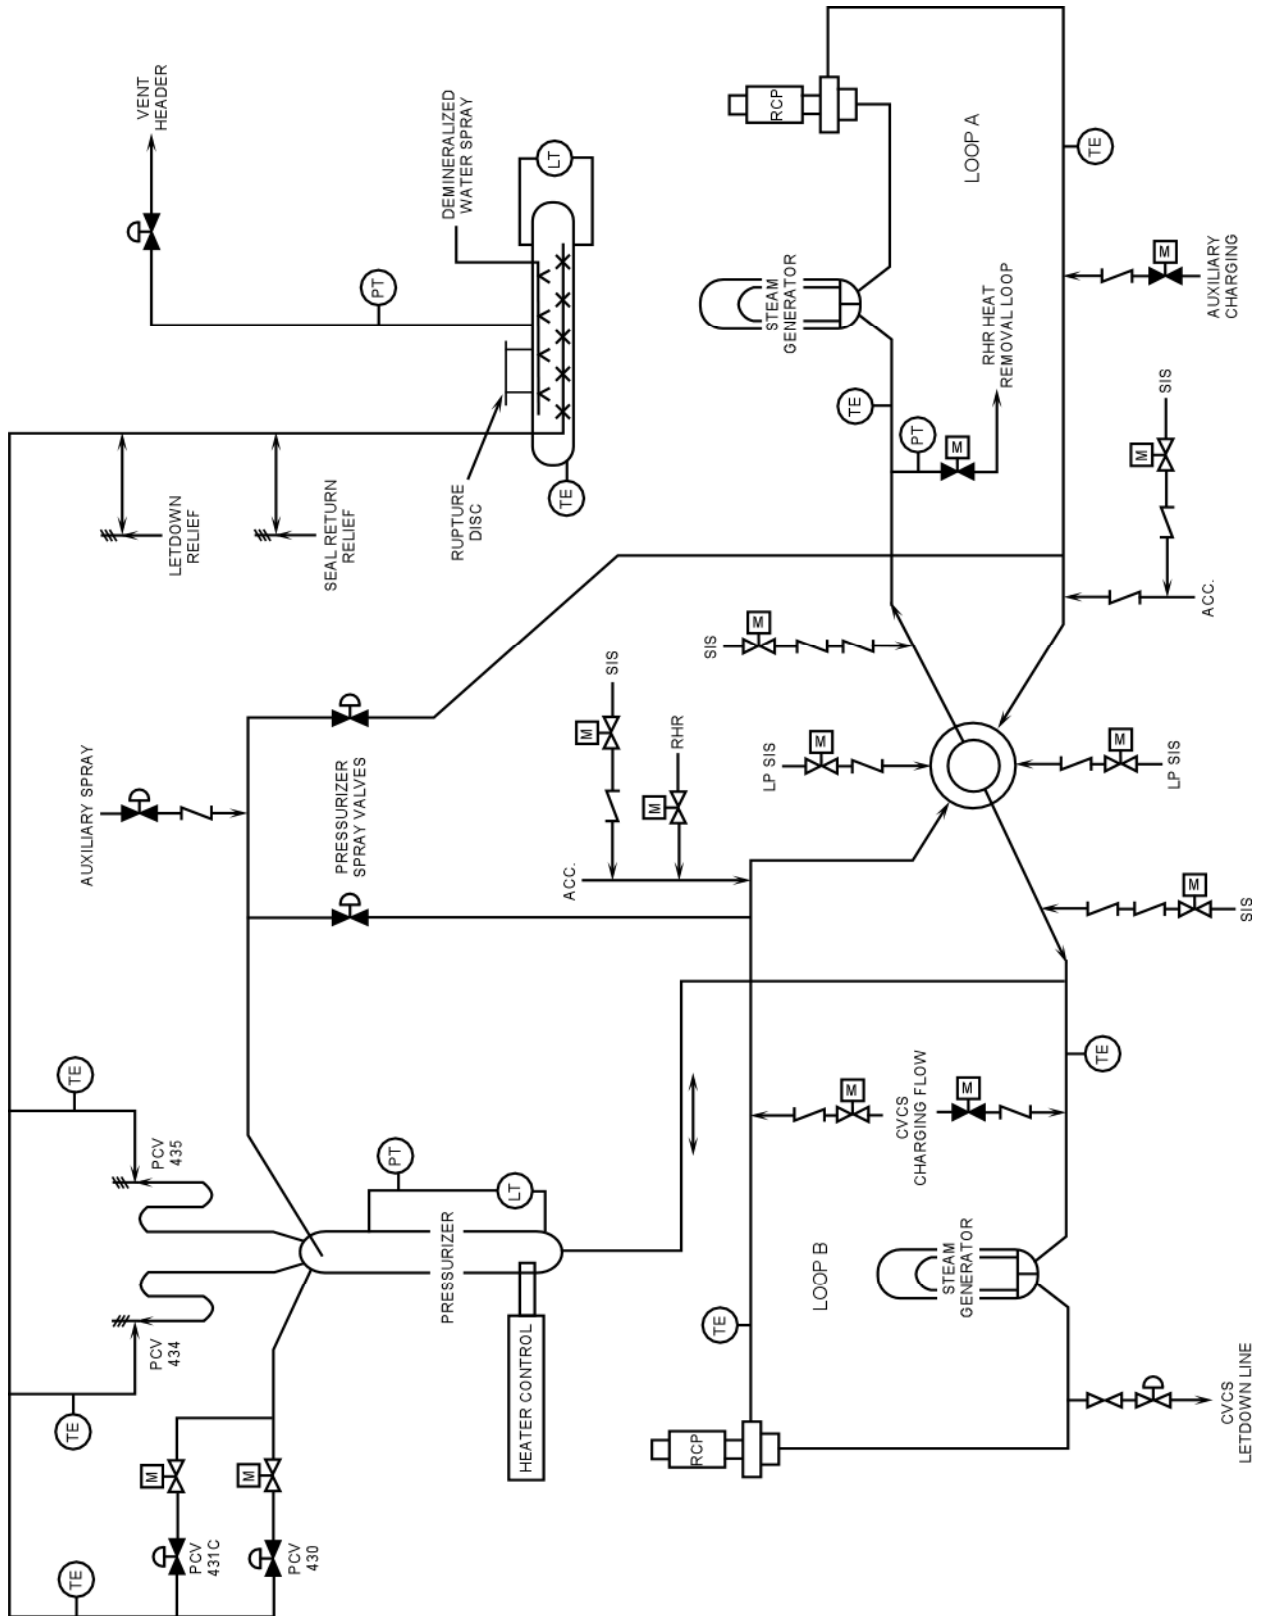 VENT
HEADER
DEMINERALIZED
WATER SPRAY
LT
PT
RUPTURE
DISC
TE
LETDOWN
RELIEF
SEAL RETURN
RELIEF
RCP
LOOP A
TE
STEAM
GENERATOR
TE
PT
M
RHR HEAT
REMOVAL LOOP
M
AUXILIARY
CHARGING
SIS
M
ACC.
AUXILIARY SPRAY
PRESSURIZER
SPRAY VALVES
SIS
M
SIS
M
RHR
M
ACC.
LP SIS
M
M
LP SIS
M
SIS
TE
TE
PCV
435
PCV
434
TE
PT
LT
PRESSURIZER
HEATER CONTROL
M
M
PCV
431C
PCV
430
TE
M
CVCS
CHARGING FLOW
M
LOOP B
TE
STEAM
GENERATOR
RCP
CVCS
LETDOWN LINE